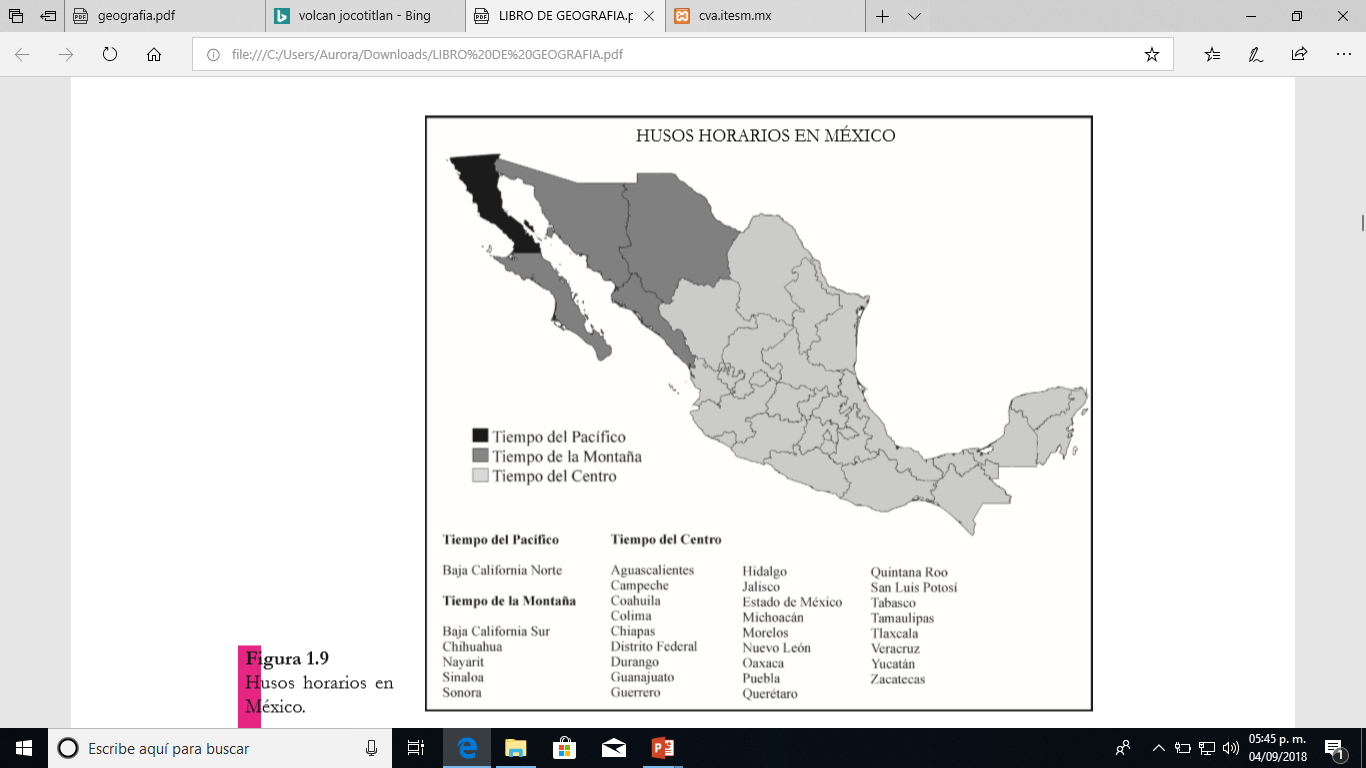 geografia.pdf
volcan jocotitlan - Bing
LIBRO DE GEOGRAFIA.p
cva.itesm.mx
file:///C:/Users/Aurora/Downloads/LIBRO%20DE%20GEOGRAFIA.pdf
HUSOS HORARIOS EN MÉXICO
Tiempo del Pacífico
Tiempo de la Montaña
Tiempo del Centro
Tiempo del Pacífico
Baja California Norte
Tiempo de la Montaña
Baja California Sur
Chihuahua
Nayarit
Sinaloa
Sonora
Tiempo del Centro
Aguascalientes
Campeche
Coahuila
Colima
Chiapas
Distrito Federal
Durango
Guanajuato
Guerrero
Hidalgo
Jalisco
Estado de México
Michoacán
Morelos
Nuevo León
Oaxaca
Puebla
Querétaro
Quintana Roo
San Luis Potosí
Tabasco
Tamaulipas
Tlaxcala
Veracruz
Yucatán
Zacatecas
Figura 1.9
Husos horarios en
México.
Escribe aquí para buscar
05:45 p. m.
04/09/2018
1